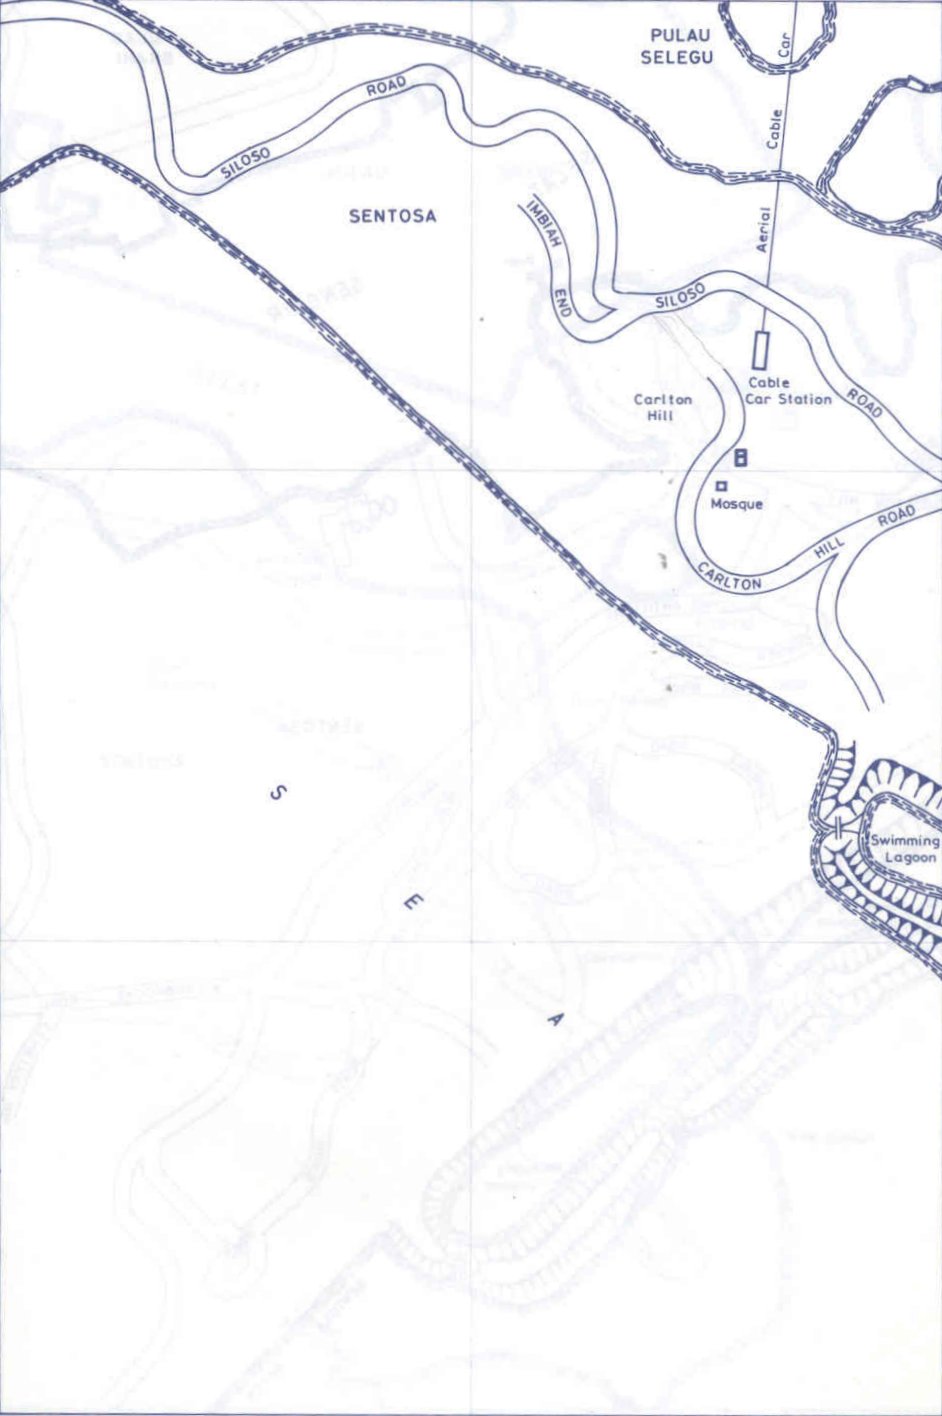 PULAU
SELEGU
Aerial Cable Car
SILOSO ROAD
SENTOSA
IMBIAH END
SILOSO ROAD
Cable
Car Station
Carlton
Hill
Mosque
CARLTON HILL ROAD
Swimming
Lagoon
S E A